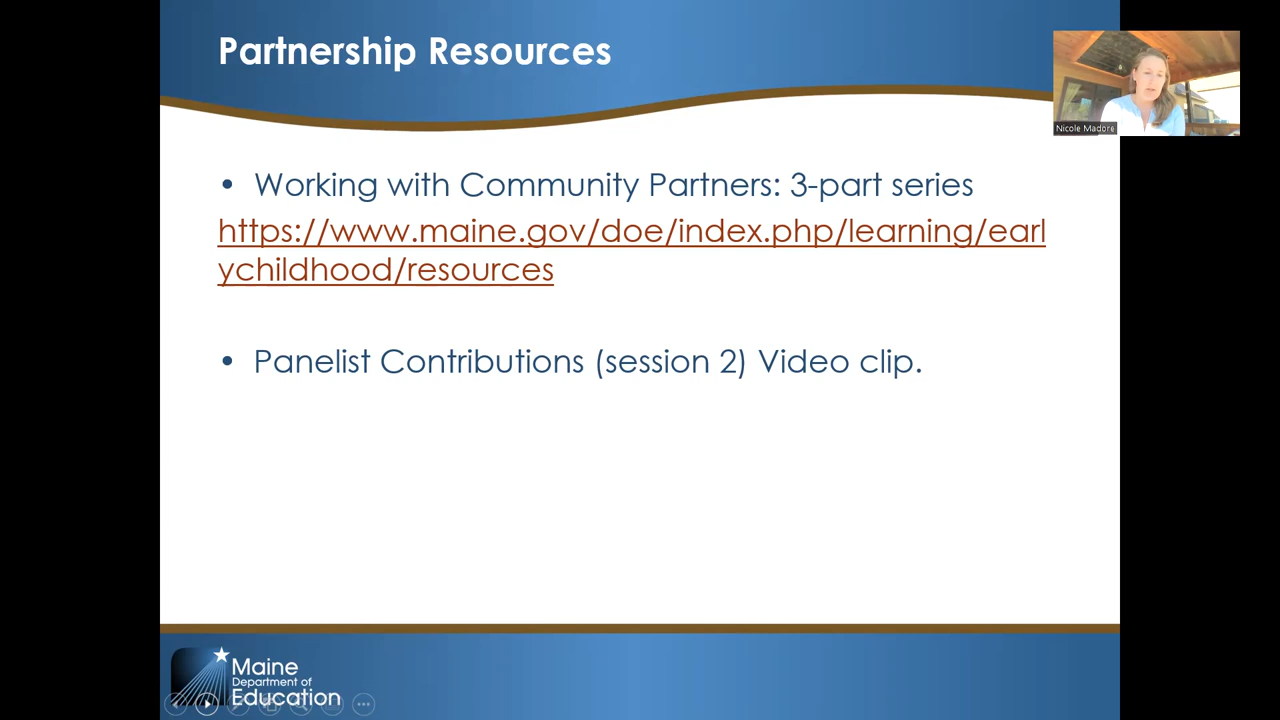 Partnership Resources
Nicole Madore
• Working with Community Partners: 3-part series
https://www.maine.gov/doe/index.php/learning/earl
ychildhood/resources
• Panelist Contributions (session 2) Video clip.
Maine
Department of
Education